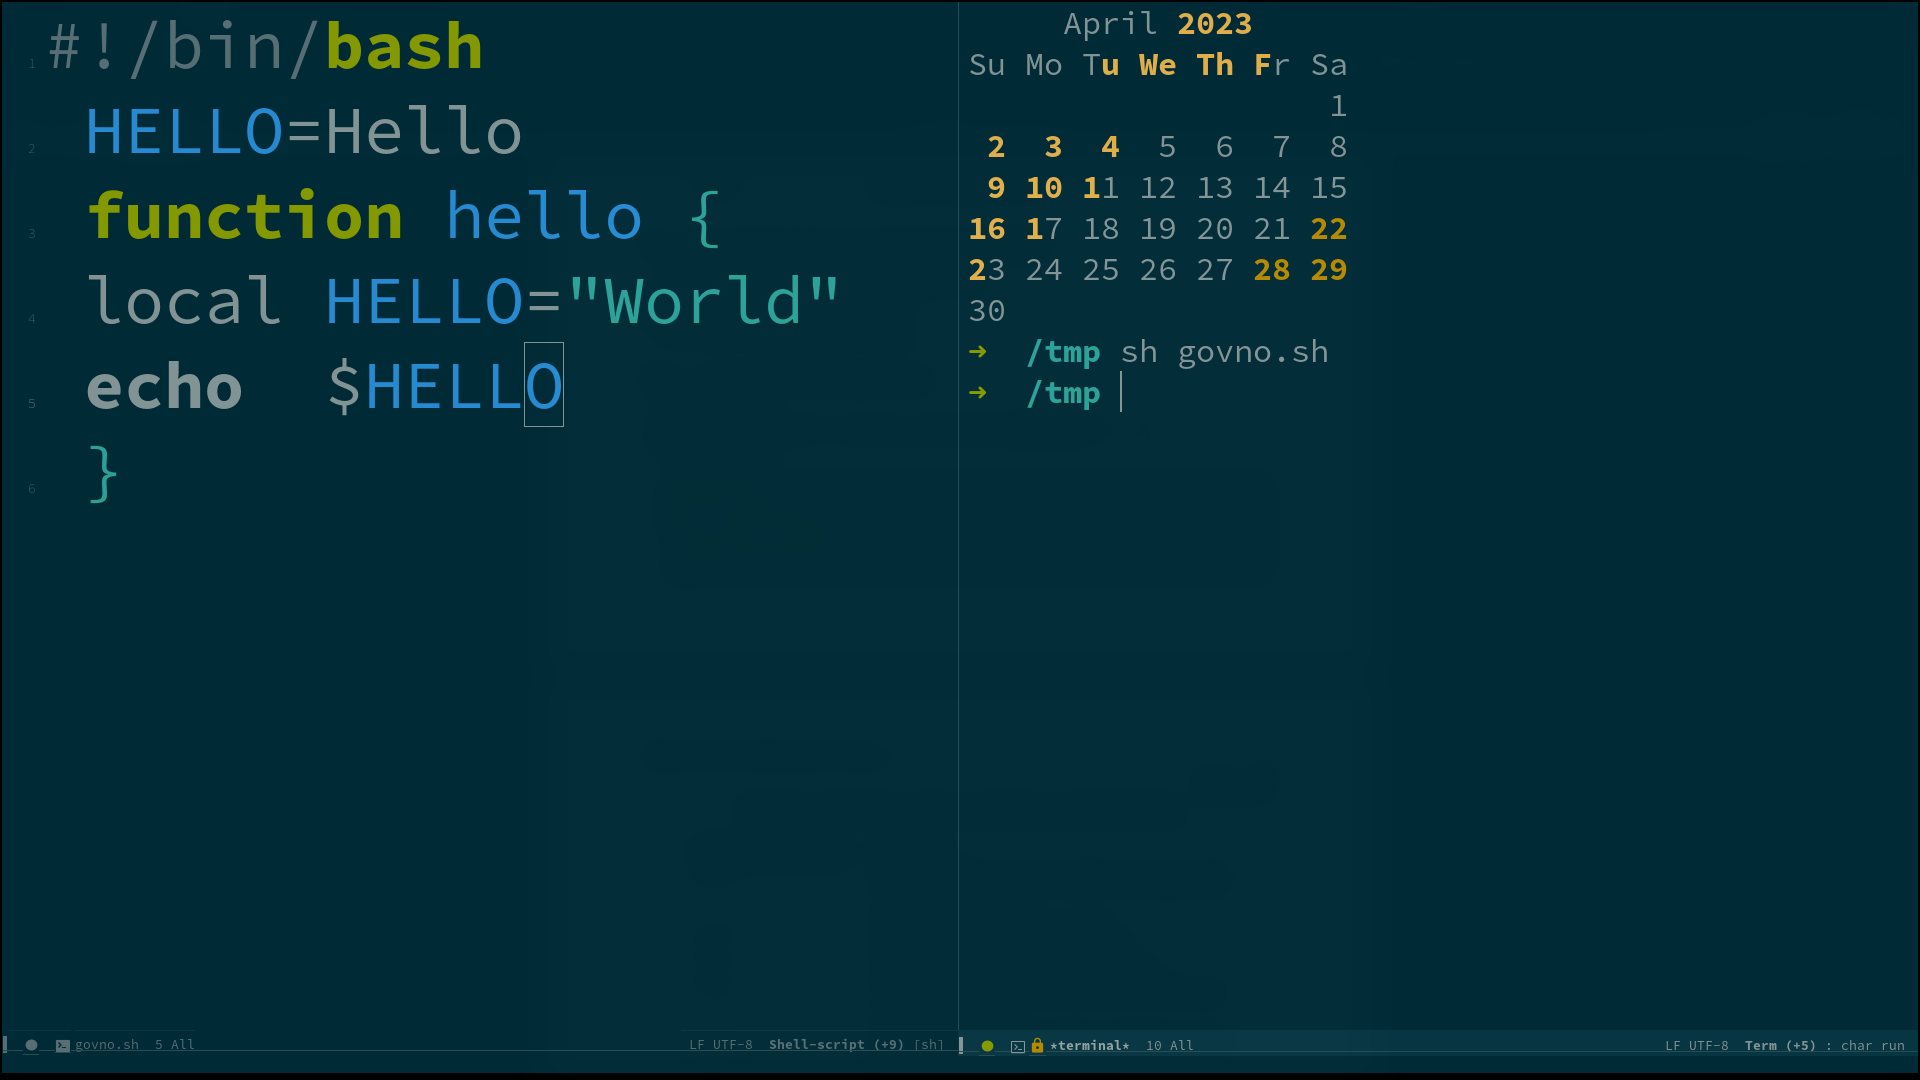 1 #!/bin/bash
2 HELLO=Hello
3 function hello {
4 local HELLO="World"
5 echo  $HELLO
6 }
govno.sh  5 All
LF UTF-8  Shell-script (+9) [sh]
April 2023
Su Mo Tu We Th Fr Sa
1
2 3 4 5 6 7 8
9 10 11 12 13 14 15
16 17 18 19 20 21 22
23 24 25 26 27 28 29
30
➜  /tmp sh govno.sh
➜  /tmp
*terminal*  10 All
LF UTF-8  Term (+5) : char run